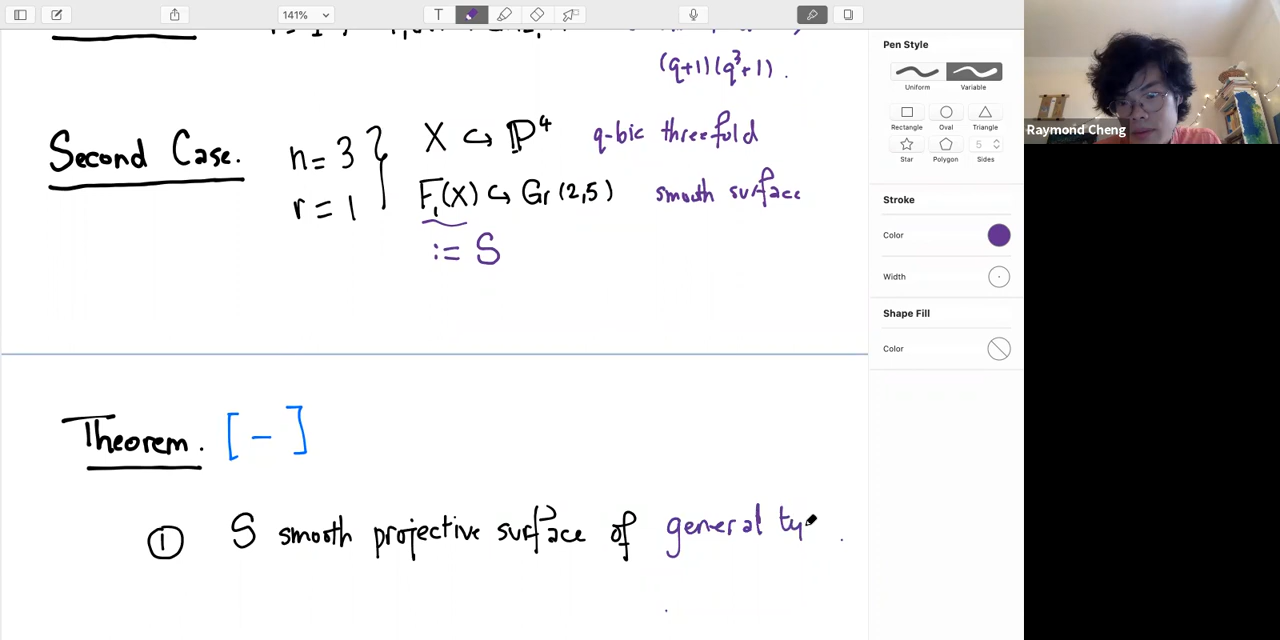 141%
T
(q+1)(q³+1).
Second Case. n=3 r=1 } X ↪ ℙ⁴ q-bic threefold
F₁(X) ↪ Gr(2,5) smooth surface
:= S
Theorem. [-]
① S smooth projective surface of general ty
Raymond Cheng
Pen Style
Uniform Variable
Rectangle Oval Triangle
Star Polygon 5 Sides
Stroke
Color
Width
Shape Fill
Color